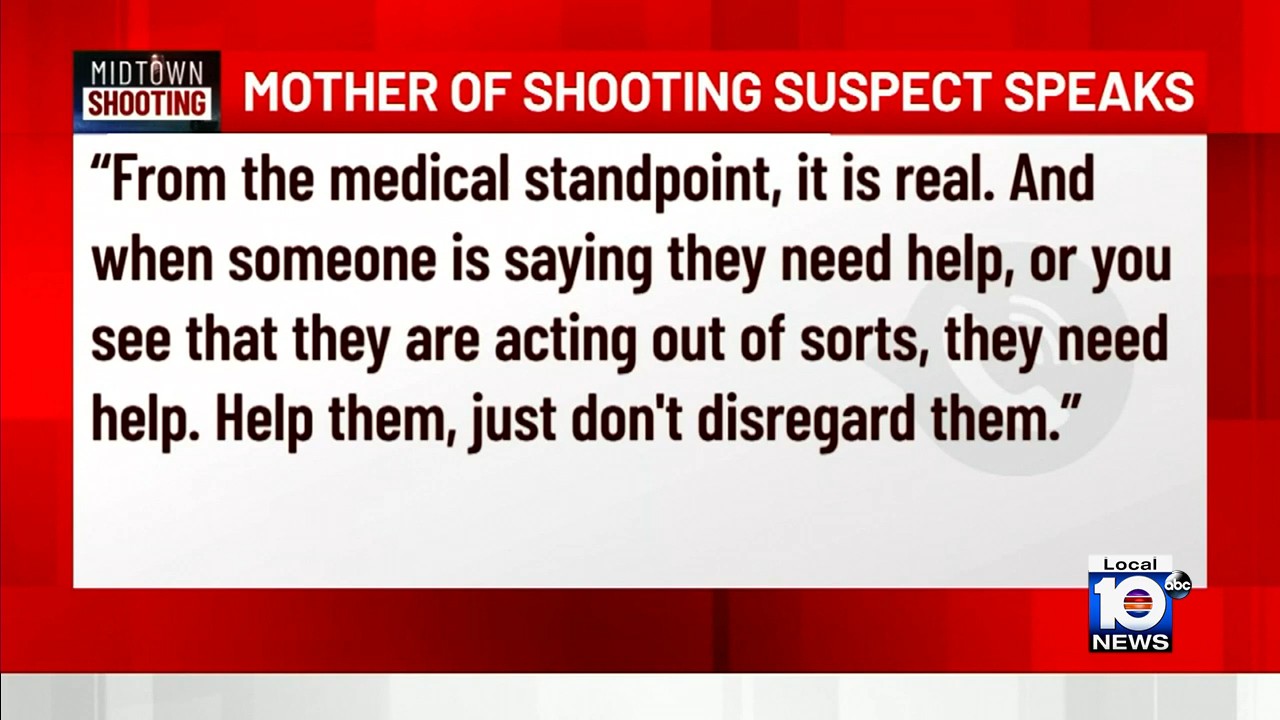 MIDTOWN
SHOOTING
MOTHER OF SHOOTING SUSPECT SPEAKS
“From the medical standpoint, it is real. And
when someone is saying they need help, or you
see that they are acting out of sorts, they need
help. Help them, just don't disregard them.”
Local
10
abc
NEWS